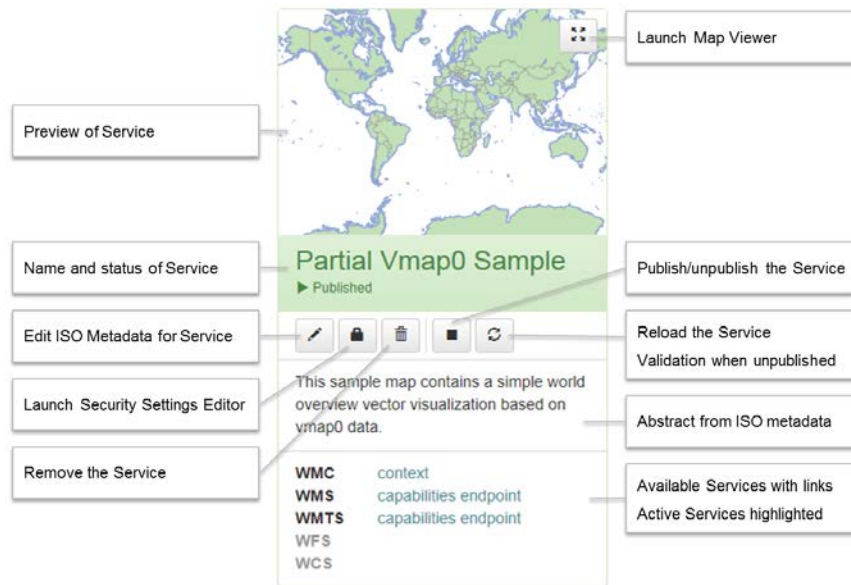 Launch Map Viewer
Preview of Service
Name and status of Service
Partial Vmap0 Sample
Published
Publish/unpublish the Service
Edit ISO Metadata for Service
Reload the Service
Validation when unpublished
Launch Security Settings Editor
This sample map contains a simple world
overview vector visualization based on
vmap0 data.
Abstract from ISO metadata
Remove the Service
WMC context
WMS capabilities endpoint
WMTS capabilities endpoint
WFS
WCS
Available Services with links
Active Services highlighted